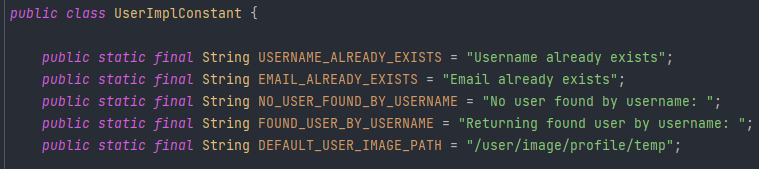 public class UserImplConstant {
public static final String USERNAME_ALREADY_EXISTS = "Username already exists";
public static final String EMAIL_ALREADY_EXISTS = "Email already exists";
public static final String NO_USER_FOUND_BY_USERNAME = "No user found by username: ";
public static final String FOUND_USER_BY_USERNAME = "Returning found user by username: ";
public static final String DEFAULT_USER_IMAGE_PATH = "/user/image/profile/temp";